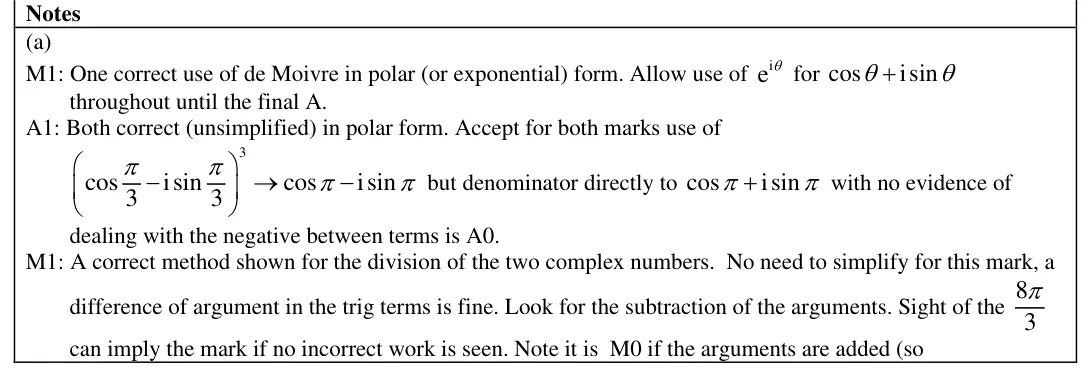 Notes
(a)
M1: One correct use of de Moivre in polar (or exponential) form. Allow use of e^{iθ} for cos θ + i sin θ
throughout until the final A.
A1: Both correct (unsimplified) in polar form. Accept for both marks use of
(cos π/3 − i sin π/3)^3 → cos π − i sin π but denominator directly to cos π + i sin π with no evidence of
dealing with the negative between terms is A0.
M1: A correct method shown for the division of the two complex numbers. No need to simplify for this mark, a
difference of argument in the trig terms is fine. Look for the subtraction of the arguments. Sight of the 8π/3
can imply the mark if no incorrect work is seen. Note it is M0 if the arguments are added (so